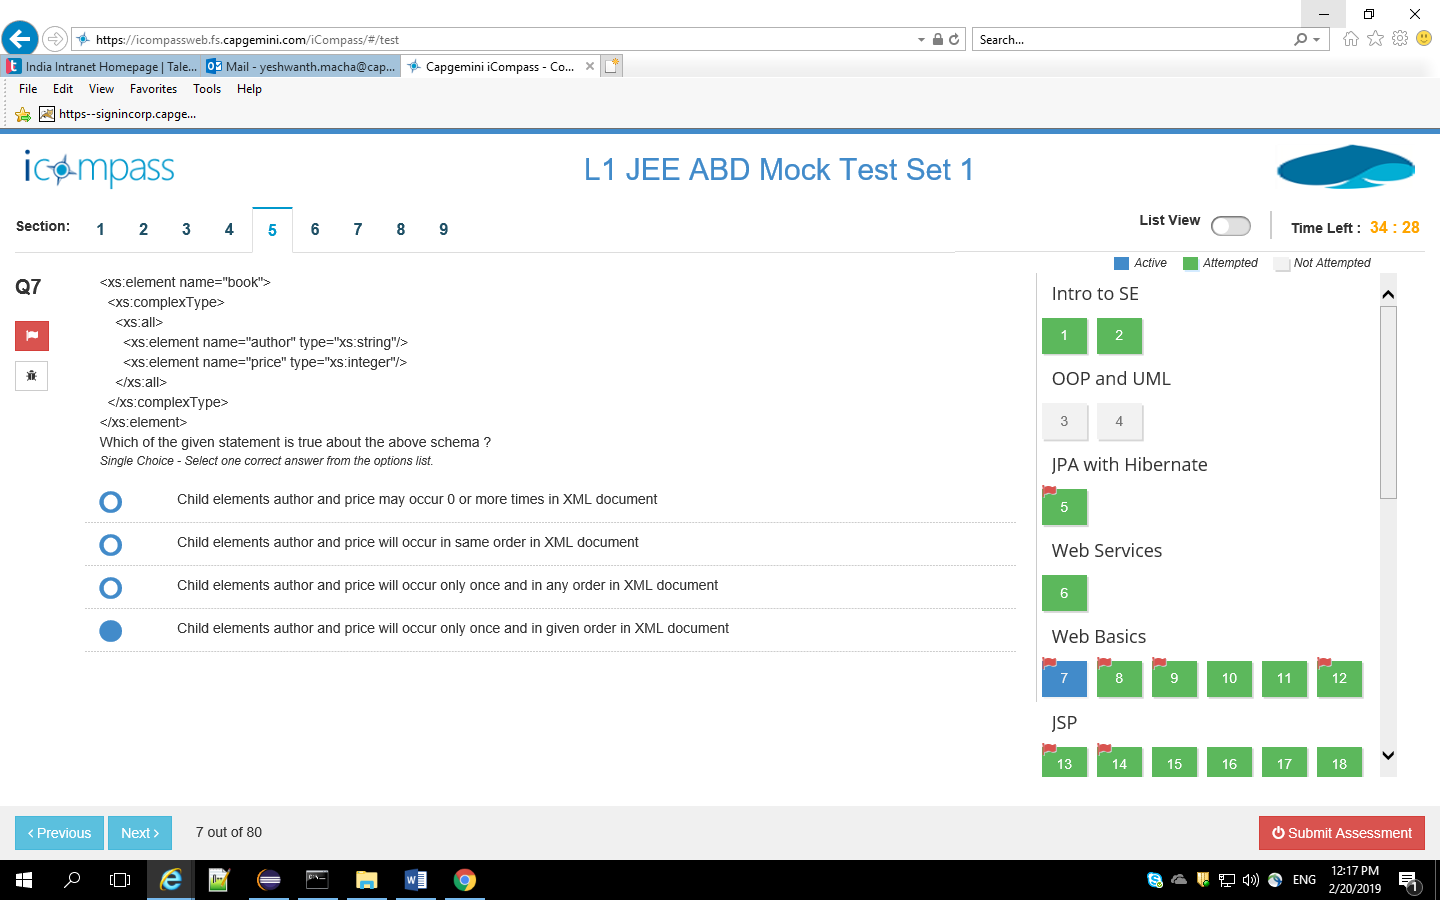 https://icompassweb.fs.capgemini.com/iCompass/#/test
Search...
India Intranet Homepage | Tale...
Mail - yeshwanth.macha@cap...
Capgemini iCompass - Co...
File Edit View Favorites Tools Help
https--signincorp.capge...
icompass
L1 JEE ABD Mock Test Set 1
Section: 1 2 3 4 5 6 7 8 9
List View
Time Left : 34 : 28
Active Attempted Not Attempted
Q7
<xs:element name="book">
<xs:complexType>
<xs:all>
<xs:element name="author" type="xs:string"/>
<xs:element name="price" type="xs:integer"/>
</xs:all>
</xs:complexType>
</xs:element>
Which of the given statement is true about the above schema ?
Single Choice - Select one correct answer from the options list.
Child elements author and price may occur 0 or more times in XML document
Child elements author and price will occur in same order in XML document
Child elements author and price will occur only once and in any order in XML document
Child elements author and price will occur only once and in given order in XML document
Intro to SE
1 2
OOP and UML
3 4
JPA with Hibernate
5
Web Services
6
Web Basics
7 8 9 10 11 12
JSP
13 14 15 16 17 18
Previous
Next
7 out of 80
Submit Assessment
ENG
12:17 PM
2/20/2019
1